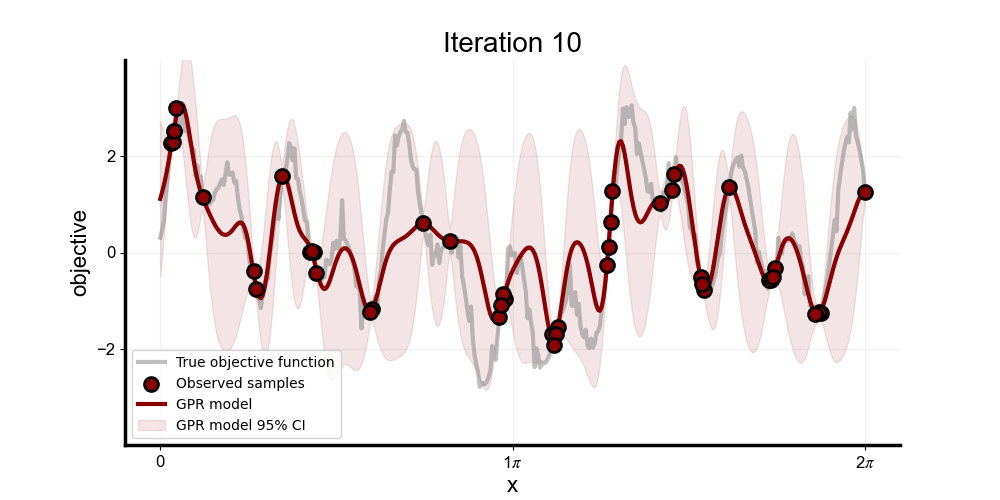 Iteration 10
objective
2
0
−2
True objective function
Observed samples
GPR model
GPR model 95% CI
0
1π
2π
x